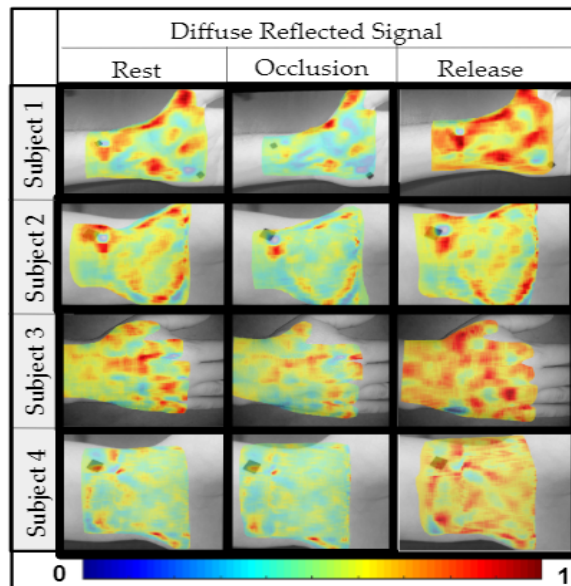 Diffuse Reflected Signal
Rest Occlusion Release
Subject 1
Subject 2
Subject 3
Subject 4
0 1